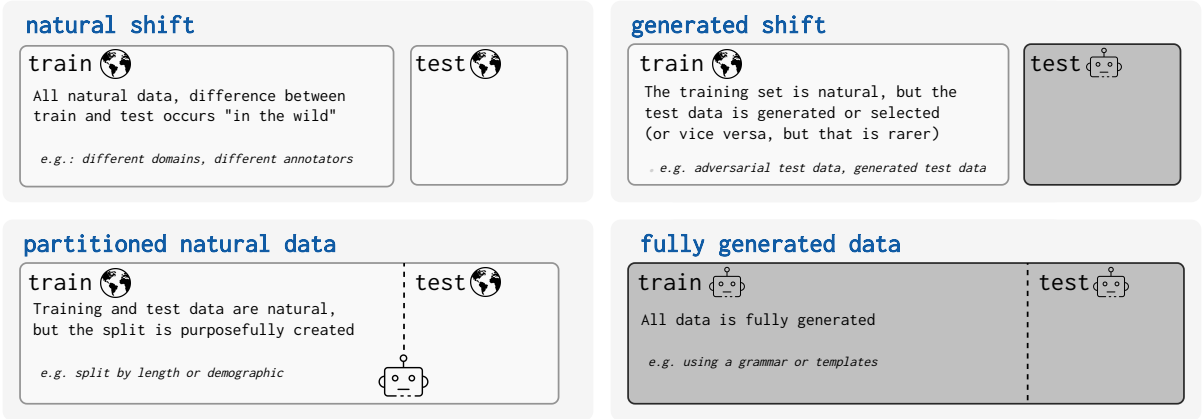 natural shift
train
test
All natural data, difference between
train and test occurs "in the wild"
e.g.: different domains, different annotators
generated shift
train
test
The training set is natural, but the
test data is generated or selected
(or vice versa, but that is rarer)
e.g. adversarial test data, generated test data
partitioned natural data
train
test
Training and test data are natural,
but the split is purposefully created
e.g. split by length or demographic
fully generated data
train
test
All data is fully generated
e.g. using a grammar or templates